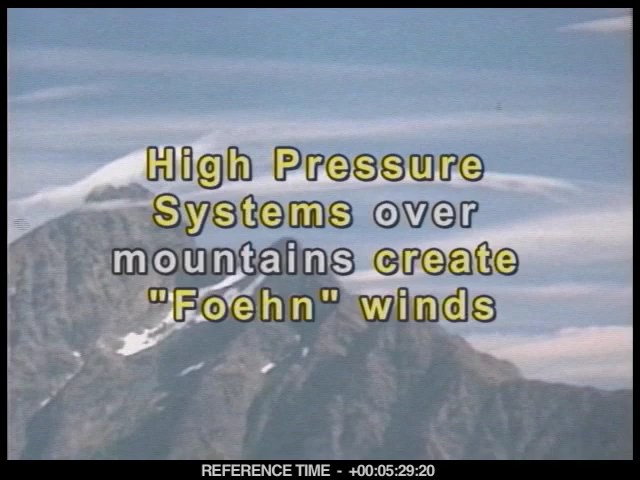 High Pressure
Systems over
mountains create
"Foehn" winds
REFERENCE TIME - +00:05:29:20